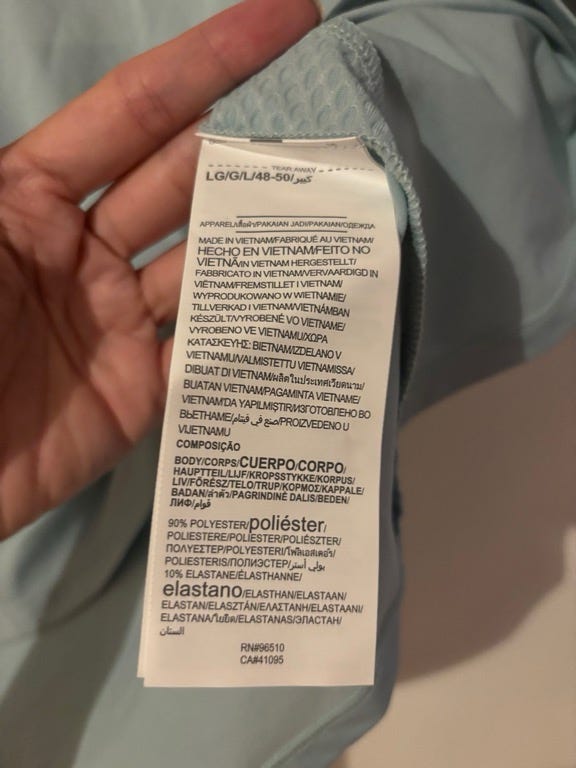 TEAR AWAY
LG/G/L/48-50/كبير
APPAREL/เสื้อผ้า/PAKAIAN JADI/PAKAIAN/ОДЕЖДА
MADE IN VIETNAM/FABRIQUÉ AU VIETNAM/
HECHO EN VIETNAM/FEITO NO
VIETNÃ/IN VIETNAM HERGESTELLT/
FABBRICATO IN VIETNAM/VERVAARDIGD IN
VIËTNAM/FREMSTILLET I VIETNAM/
WYPRODUKOWANO W WIETNAMIE/
TILLVERKAD I VIETNAM/VIETNÁMBAN
KÉSZÜLT/VYROBENÉ VO VIETNAME/
VYROBENO VE VIETNAMU/ΧΩΡΑ
ΚΑΤΑΣΚΕΥΗΣ: ΒΙΕΤΝΑΜ/IZDELANO V
VIETNAMU/VALMISTETTU VIETNAMISSA/
DIBUAT DI VIETNAM/ผลิตในประเทศเวียดนาม/
BUATAN VIETNAM/PAGAMINTA VIETNAME/
VIETNAM'DA YAPILMIŞTIR/ИЗГОТОВЛЕНО ВО
ВЬЕТНАМЕ/صنع في فيتنام/PROIZVEDENO U
VIJETNAMU
COMPOSIÇÃO
BODY/CORPS/CUERPO/CORPO/
HAUPTTEIL/LIJF/KROPSSTYKKE/KORPUS/
LIV/FŐRÉSZ/TELO/TRUP/ΚΟΡΜΟΣ/KAPPALE/
BADAN/ลำตัว/PAGRINDINĖ DALIS/BEDEN/
ЛИФ/قوام
90% POLYESTER/poliéster/
POLIESTERE/POLIESTER/POLIÉSZTER/
ΠΟΛΥΕΣΤΕΡ/POLYESTERI/โพลีเอสเตอร์/
POLIESTERIS/ПОЛИЭСТЕР/بولي أستر
10% ELASTANE/ÉLASTHANNE/
elastano/ELASTHAN/ELASTAAN/
ELASTAN/ELASZTÁN/ΕΛΑΣΤΑΝΗ/ELASTAANI/
ELASTANA/ใยยืด/ELASTANAS/ЭЛАСТАН/
الستان
RN#96510
CA#41095